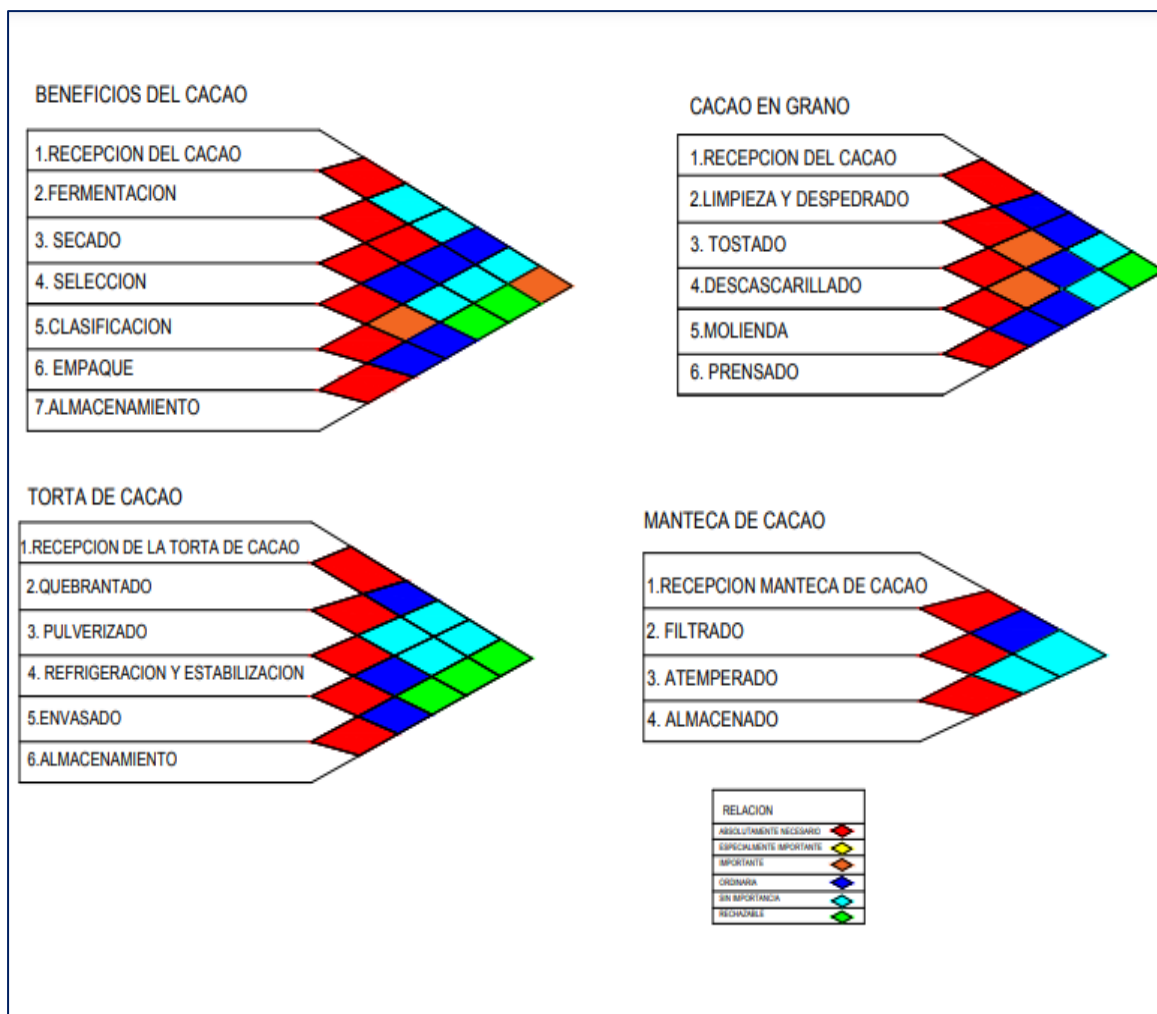 BENEFICIOS DEL CACAO
1.RECEPCION DEL CACAO
2.FERMENTACION
3. SECADO
4. SELECCION
5.CLASIFICACION
6. EMPAQUE
7.ALMACENAMIENTO
CACAO EN GRANO
1.RECEPCION DEL CACAO
2.LIMPIEZA Y DESPEDRADO
3. TOSTADO
4.DESCASCARILLADO
5.MOLIENDA
6. PRENSADO
TORTA DE CACAO
1.RECEPCION DE LA TORTA DE CACAO
2.QUEBRANTADO
3. PULVERIZADO
4. REFRIGERACION Y ESTABILIZACION
5.ENVASADO
6.ALMACENAMIENTO
MANTECA DE CACAO
1.RECEPCION MANTECA DE CACAO
2. FILTRADO
3. ATEMPERADO
4. ALMACENADO
RELACION
ABSOLUTAMENTE NECESARIO
ESPECIALMENTE IMPORTANTE
IMPORTANTE
ORDINARIA
SIN IMPORTANCIA
RECHAZABLE